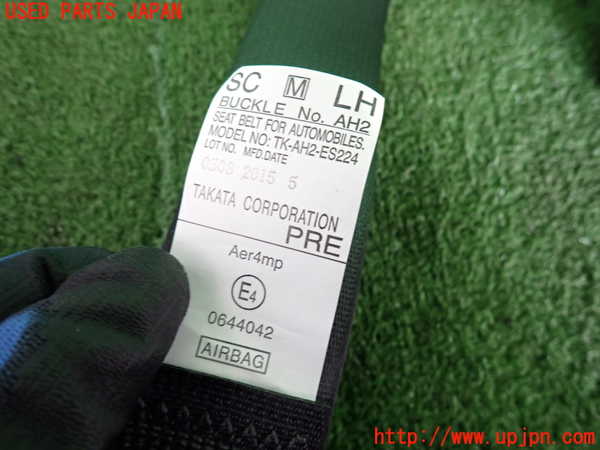 USED PARTS JAPAN
SC M LH
BUCKLE No. AH2
SEAT BELT FOR AUTOMOBILES.
MODEL NO: TK-AH2-ES224
LOT NO. MFD.DATE
0308 2015 5
TAKATA CORPORATION
PRE
Aer4mp
E4
0644042
AIRBAG
UPJ
www.upjpn.com